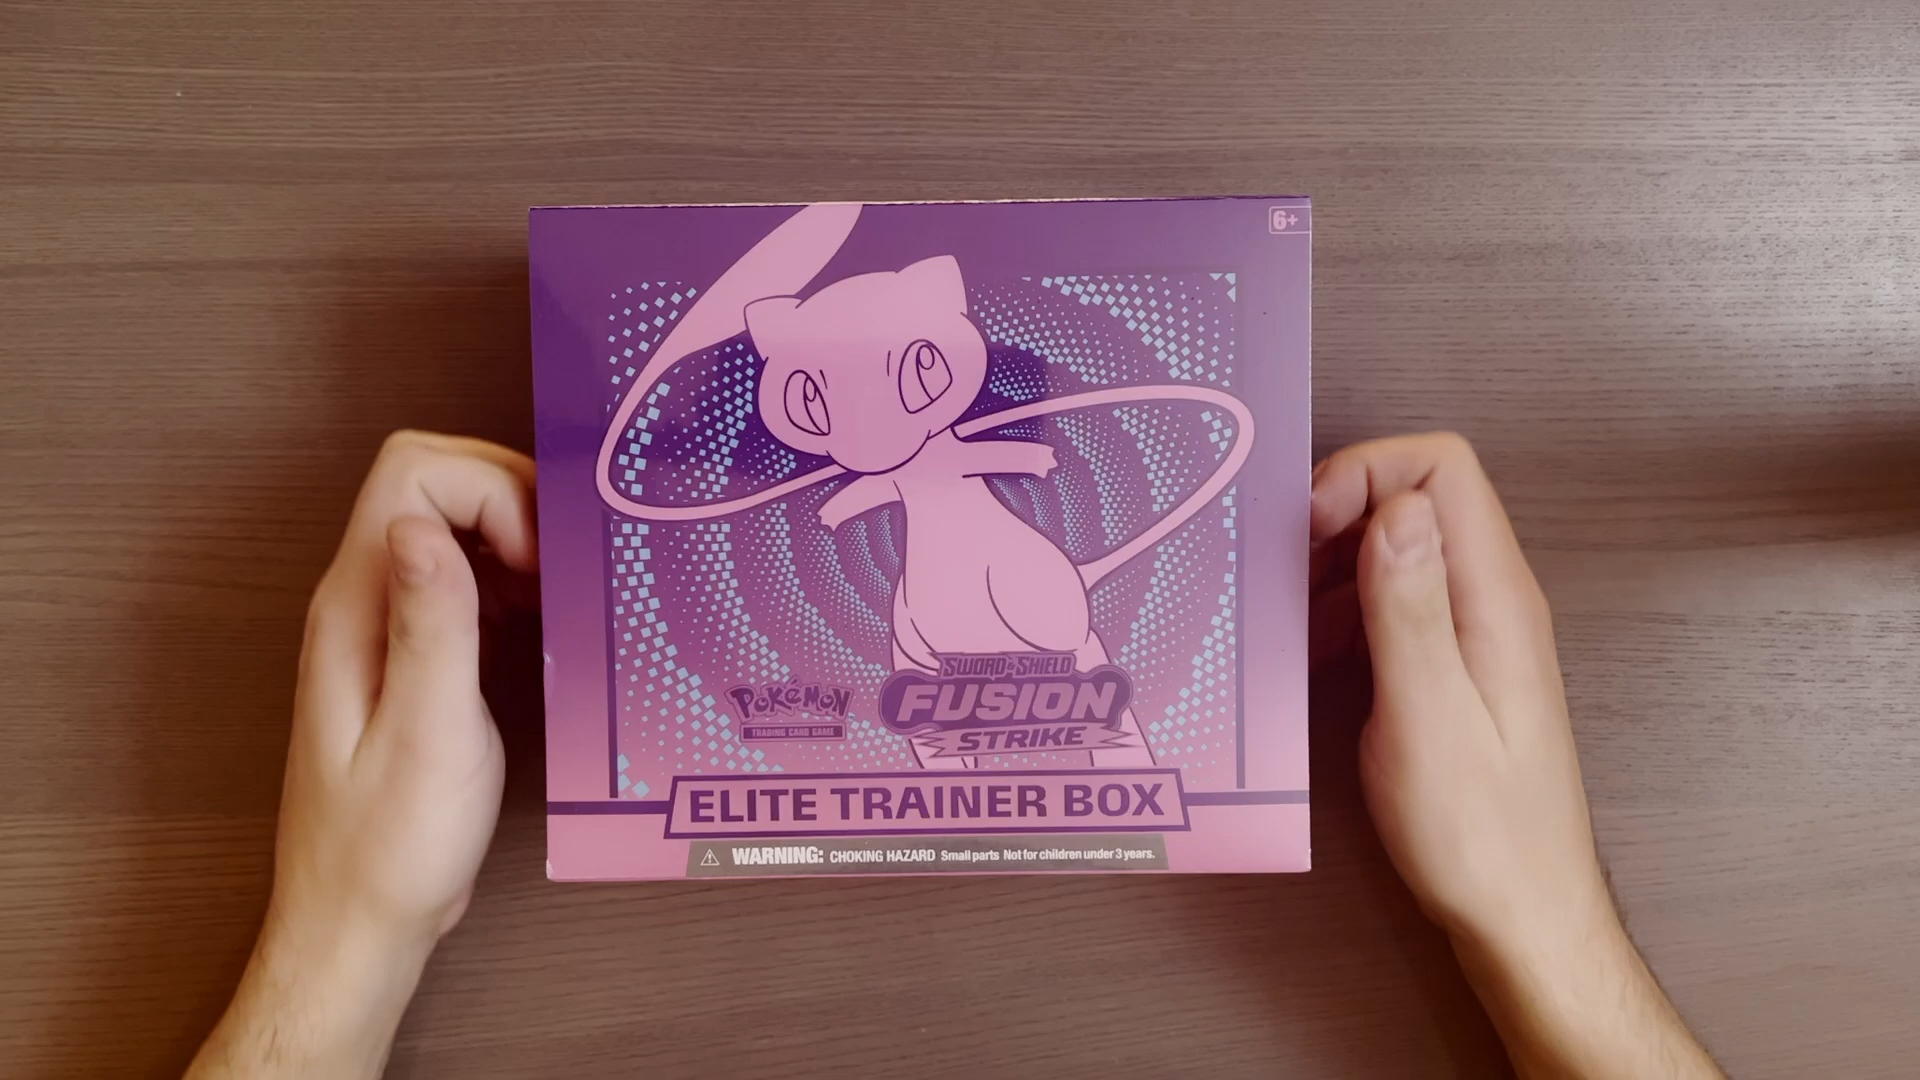 6+
SWORD & SHIELD
POKéMON
FUSION
TRADING CARD GAME
STRIKE
ELITE TRAINER BOX
WARNING: CHOKING HAZARD Small parts Not for children under 3 years.